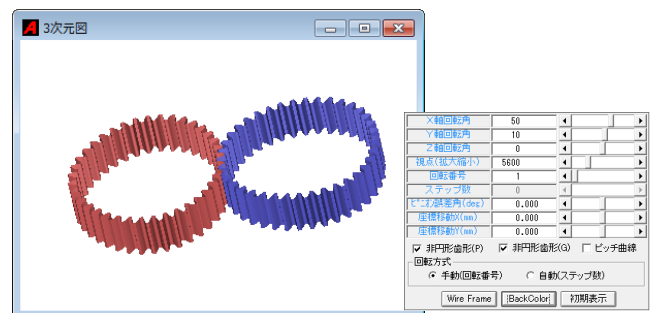 3次元図
X軸回転角 50
Y軸回転角 10
Z軸回転角 0
視点(拡大縮小) 5600
回転番号 1
ステップ数 0
ピニオン誤差角(deg) 0.000
座標移動X(mm) 0.000
座標移動Y(mm) 0.000
非円形歯形(P) 非円形歯形(G) ピッチ曲線
回転方式
手動(回転番号) 自動(ステップ数)
Wire Frame BackColor 初期表示